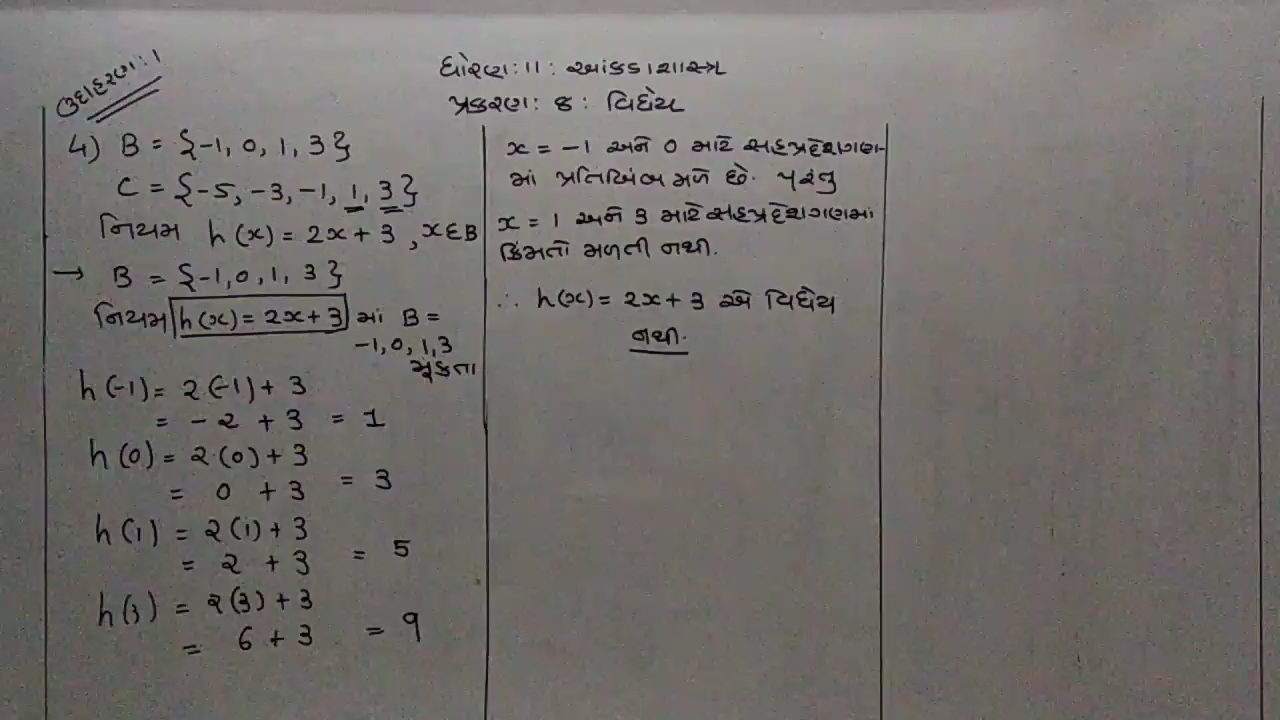 ઉદાહરણ : 1
ધોરણ : 11 : આંકડાશાસ્ત્ર
પ્રકરણ : 8 : વિધેય
4) B = {-1, 0, 1, 3}
C = {-5, -3, -1, 1, 3}
નિયમ h(x) = 2x + 3, x∈B
→ B = {-1, 0, 1, 3}
નિયમ h(x) = 2x + 3 માં B =
-1, 0, 1, 3
મૂકતા
h(-1) = 2(-1) + 3
= -2 + 3 = 1
h(0) = 2·(0) + 3
= 0 + 3 = 3
h(1) = 2(1) + 3
= 2 + 3 = 5
h(3) = 2(3) + 3
= 6 + 3 = 9
x = -1 અને 0 માટે સહપ્રદેશગણ-
માં પ્રતિબિંબ મળે છે. પરંતુ
x = 1 અને 3 માટે સહપ્રદેશગણમાં
કિંમતો મળતી નથી.
∴ h(x) = 2x + 3 એ વિધેય
નથી.